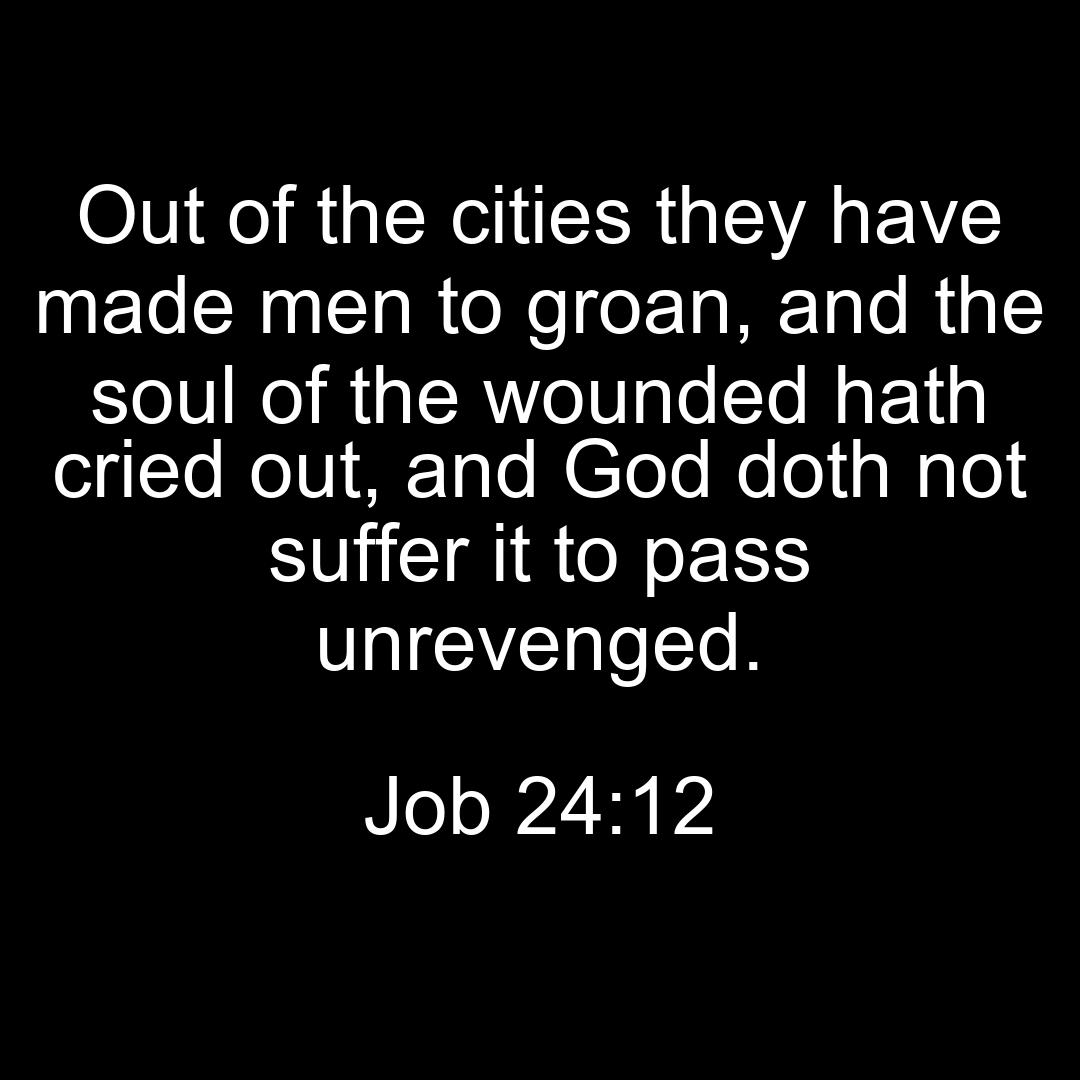 Out of the cities they have
made men to groan, and the
soul of the wounded hath
cried out, and God doth not
suffer it to pass
unrevenged.
Job 24:12